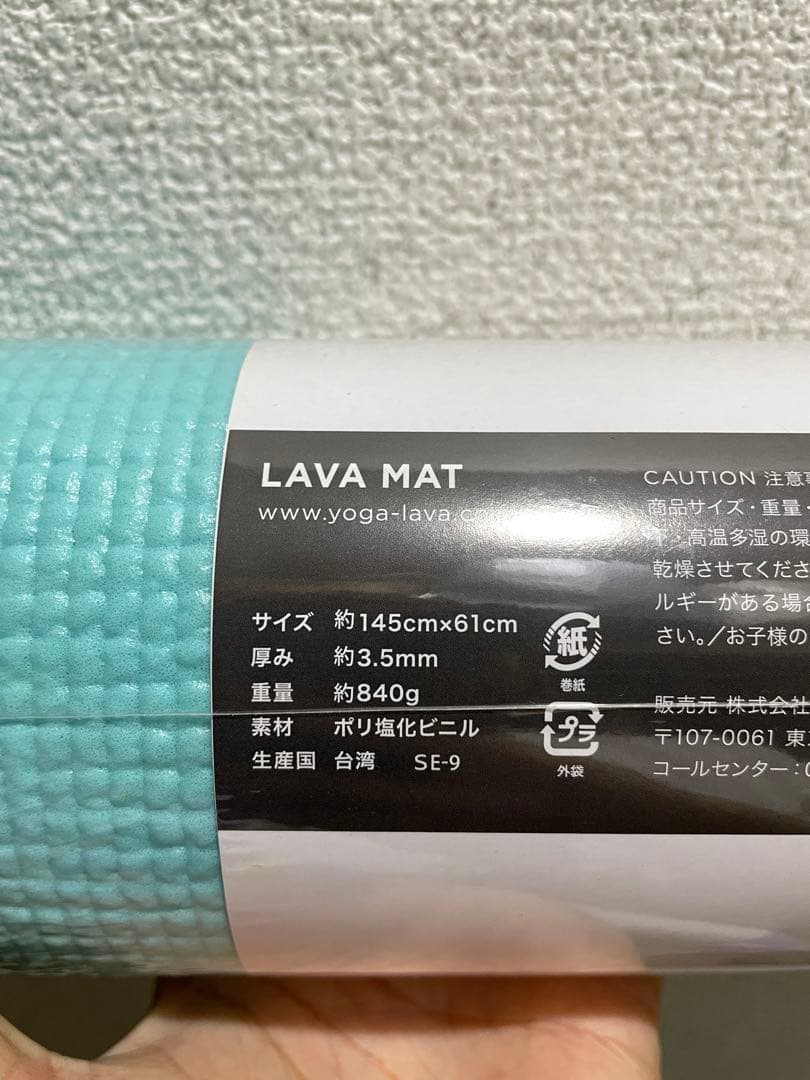 LAVA MAT
www.yoga-lava.c
サイズ 約145cm×61cm
厚み 約3.5mm
重量 約840g
素材 ポリ塩化ビニル
生産国 台湾 SE-9
紙
巻紙
プラ
外袋
CAUTION 注意事
商品サイズ・重量・
・高温多湿の環
乾燥させてくださ
ルギーがある場合
さい。/お子様の
販売元 株式会社
〒107-0061 東
コールセンター: